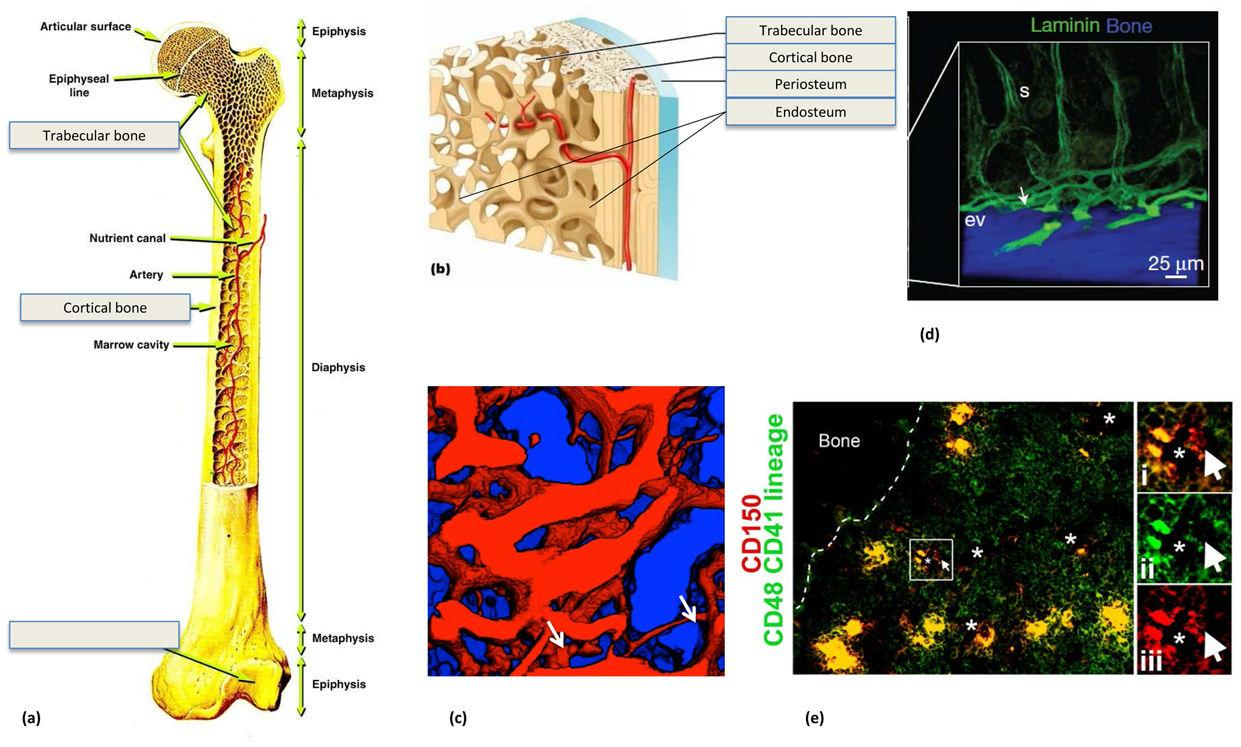 Articular surface
Epiphysis
Epiphyseal
line
Metaphysis
Trabecular bone
Nutrient canal
Artery
Cortical bone
Marrow cavity
Diaphysis
Metaphysis
Epiphysis
(a)
Trabecular bone
Cortical bone
Periosteum
Endosteum
(b)
(c)
Laminin Bone
s
ev
25 µm
(d)
CD150
CD48 CD41 lineage
Bone
*
*
*
*
*
i
*
ii
*
iii
*
(e)